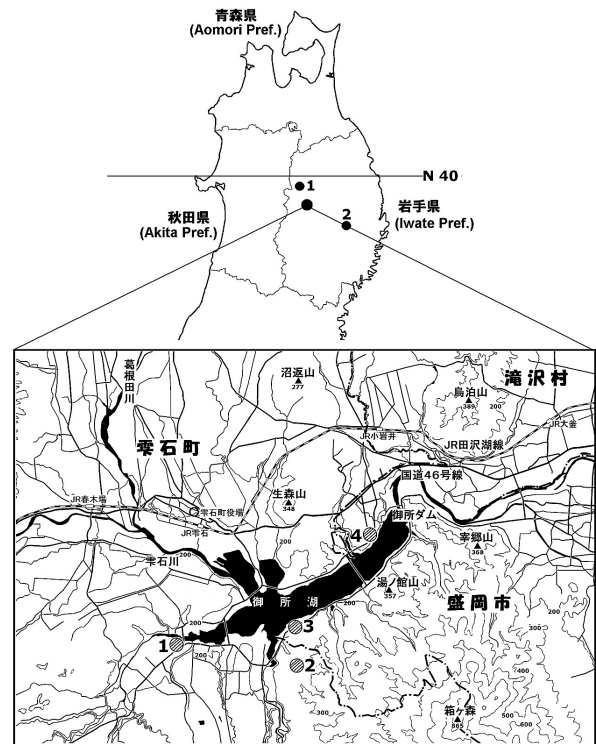 青森県
(Aomori Pref.)
N 40
1
秋田県
(Akita Pref.)
2
岩手県
(Iwate Pref.)
葛根田川
沼返山
277
鳥泊山
389
200
滝沢村
雫石町
JR小岩井
JR田沢湖線
JR大釜
国道46号線
JR春木場
雫石町役場
生森山
348
JR雫石
御所ダム
4
200
雫石川
宰郷山
368
湯ノ館山
357
御所湖
200
盛岡市
200
3
1
200
2
200
300
400
300
箱ヶ森
865
500
600